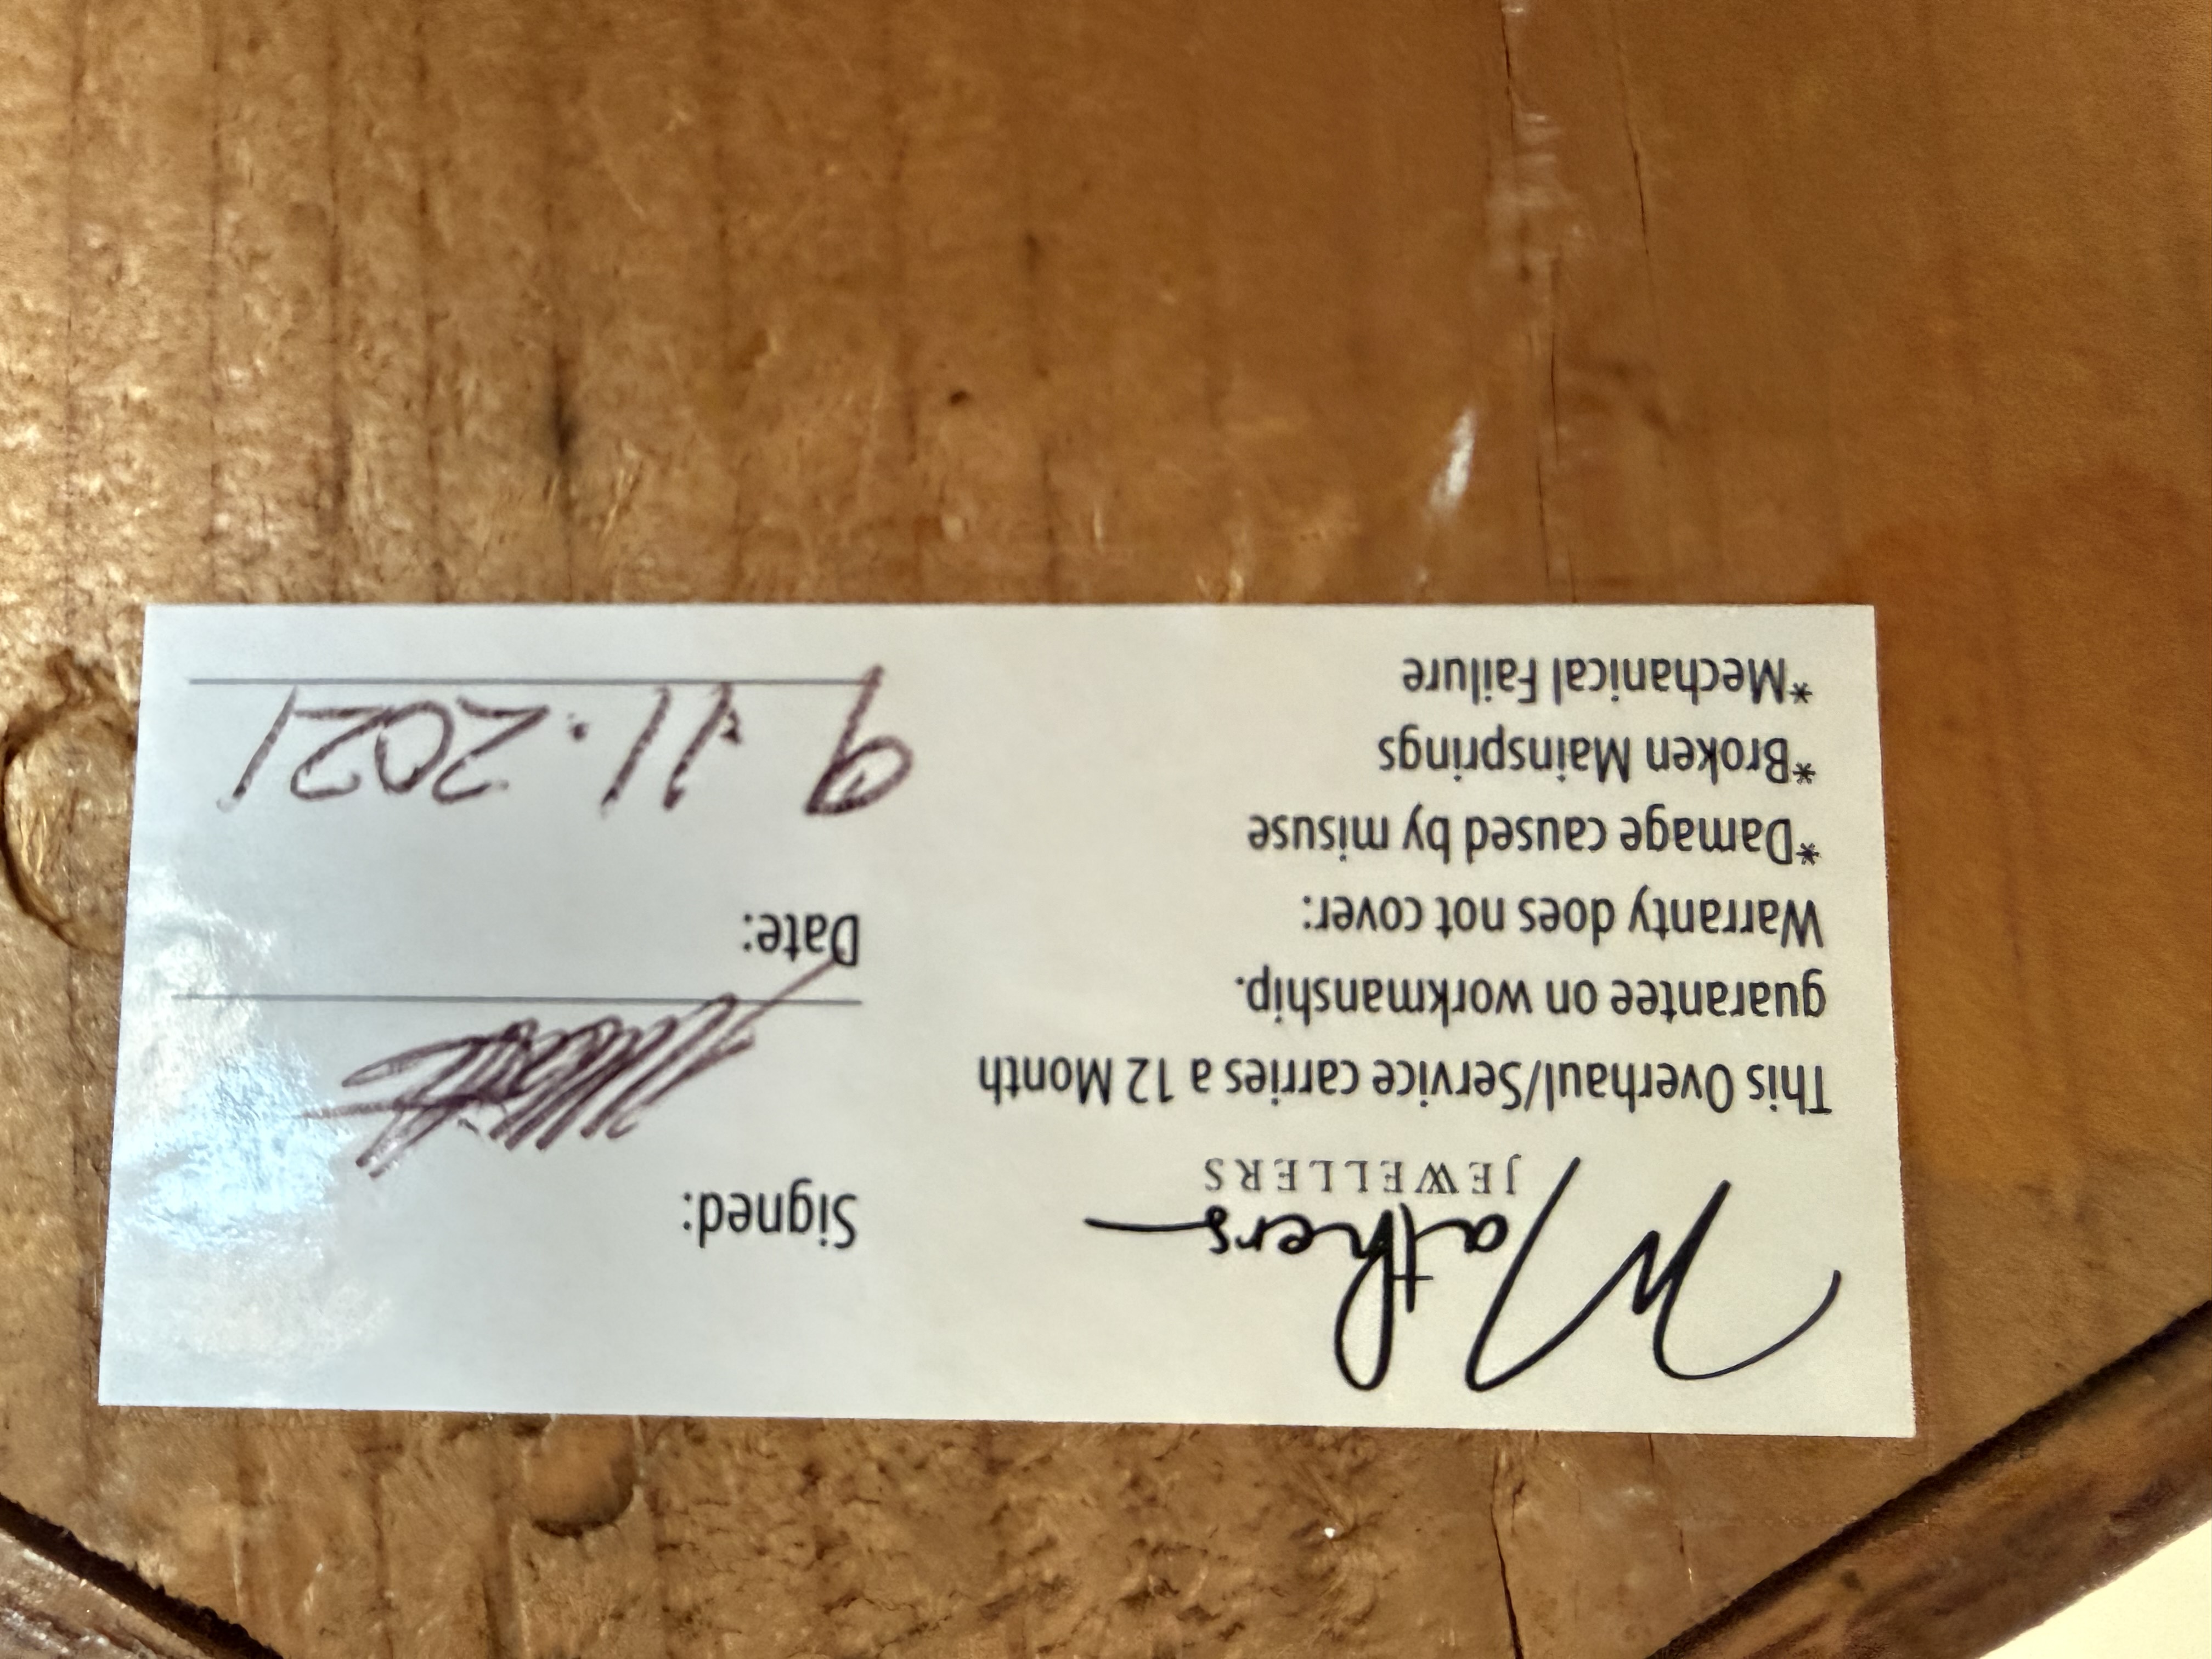 Mathers
JEWELLERS
This Overhaul/Service carries a 12 Month
guarantee on workmanship.
Warranty does not cover:
*Damage caused by misuse
*Broken Mainsprings
*Mechanical Failure
Signed:
Date:
9.11.2021